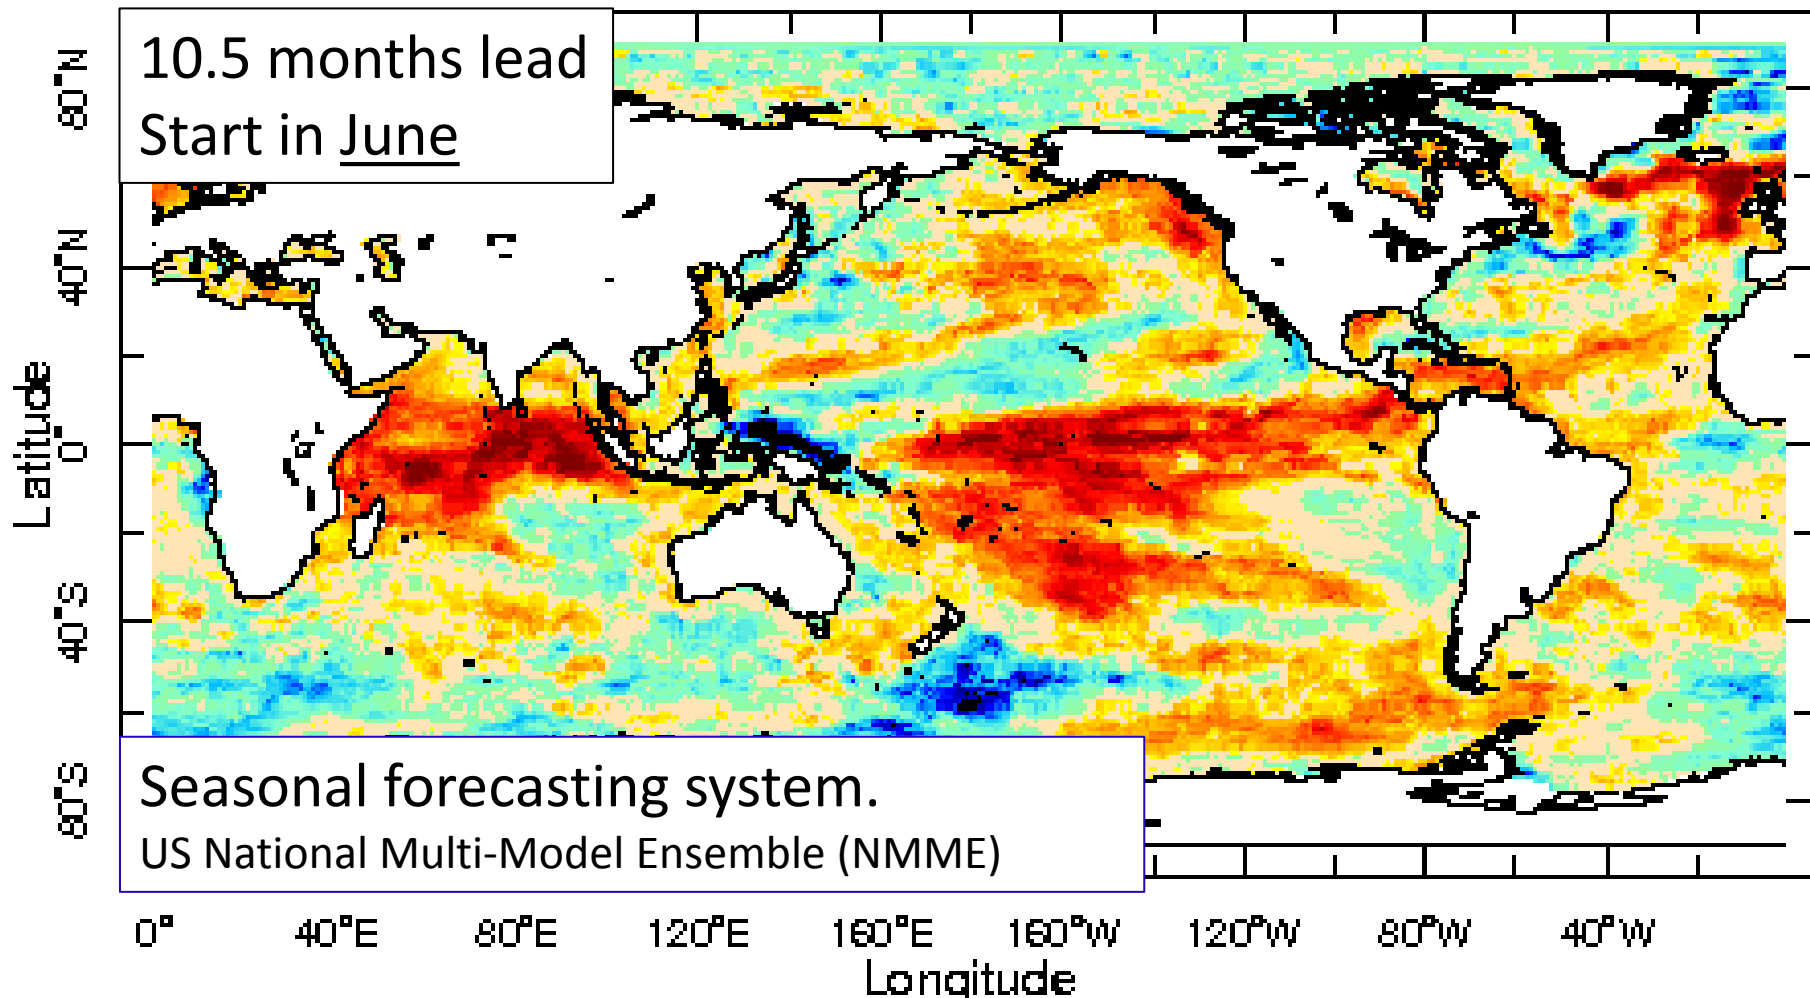 10.5 months lead
Start in June
80°N
40°N
0°
40°S
80°S
Latitude
Seasonal forecasting system.
US National Multi-Model Ensemble (NMME)
0° 40°E 80°E 120°E 160°E 160°W 120°W 80°W 40°W
Longitude